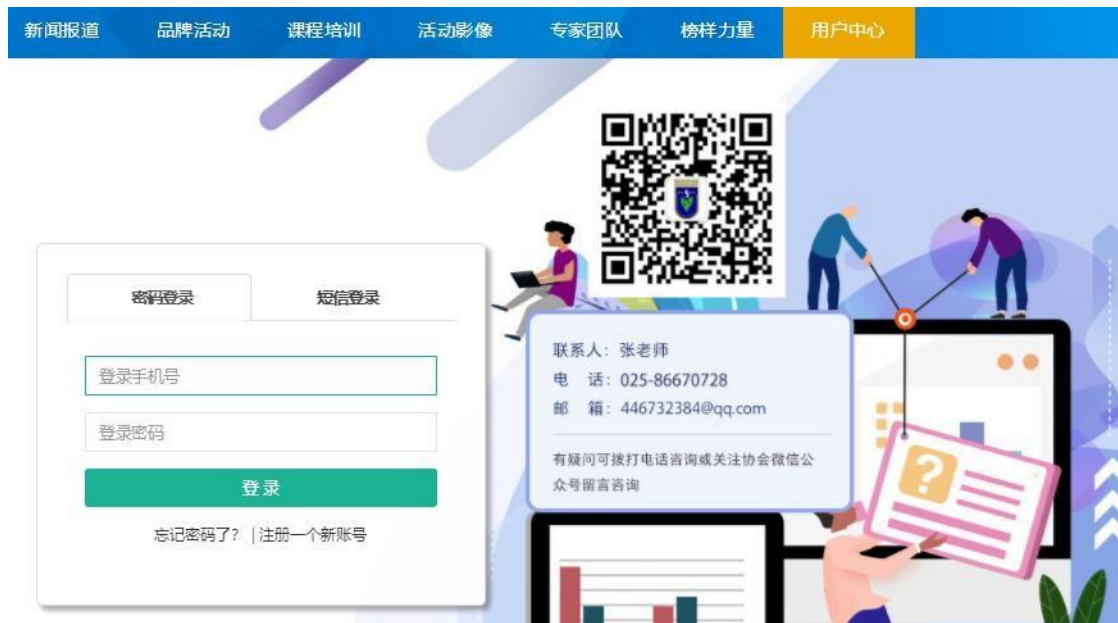 新闻报道 品牌活动 课程培训 活动影像 专家团队 榜样力量 用户中心
密码登录 短信登录
登录手机号
登录密码
登录
忘记密码了？ |注册一个新账号
联系人：张老师
电 话：025-86670728
邮 箱：446732384@qq.com
有疑问可拨打电话咨询或关注协会微信公
众号留言咨询
?